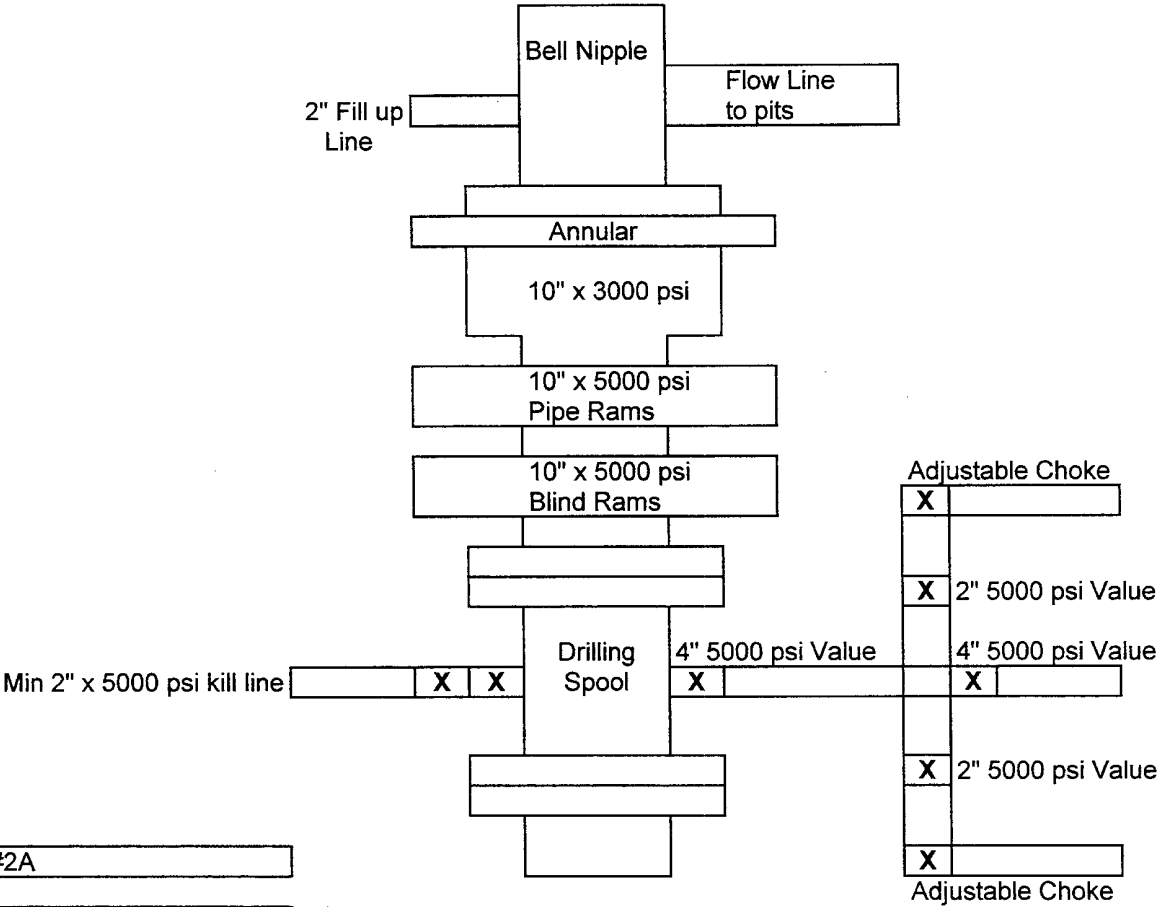 Bell Nipple
Flow Line
to pits
2" Fill up
Line
Annular
10" x 3000 psi
10" x 5000 psi
Pipe Rams
10" x 5000 psi
Blind Rams
Adjustable Choke
X
X 2" 5000 psi Value
Drilling
Spool
4" 5000 psi Value
4" 5000 psi Value
Min 2" x 5000 psi kill line
X X
X
X
X 2" 5000 psi Value
#2A
X
Adjustable Choke